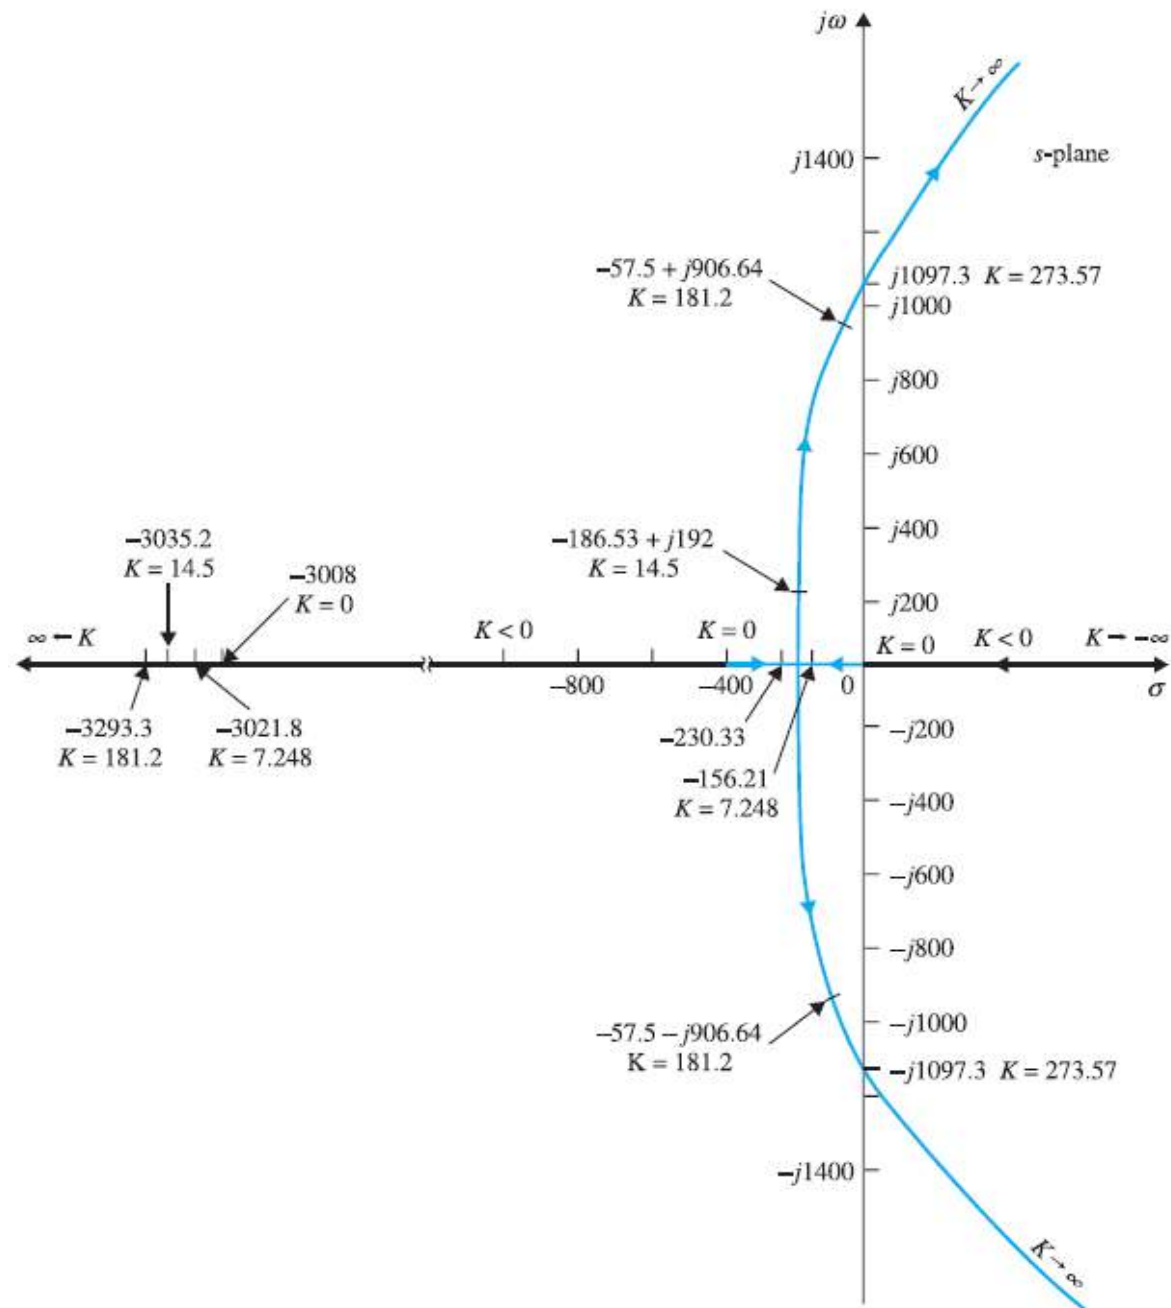 jω
K→∞
j1400
s-plane
−57.5 + j906.64
K = 181.2
j1097.3 K = 273.57
j1000
j800
j600
j400
−3035.2
K = 14.5
−186.53 + j192
K = 14.5
−3008
K = 0
j200
∞ ← K
K < 0
K = 0
K = 0
K < 0
K → −∞
−800
−400
0
σ
−3293.3
K = 181.2
−3021.8
K = 7.248
−230.33
−j200
−156.21
K = 7.248
−j400
−j600
−j800
−57.5 − j906.64
K = 181.2
−j1000
−j1097.3 K = 273.57
−j1400
K→∞